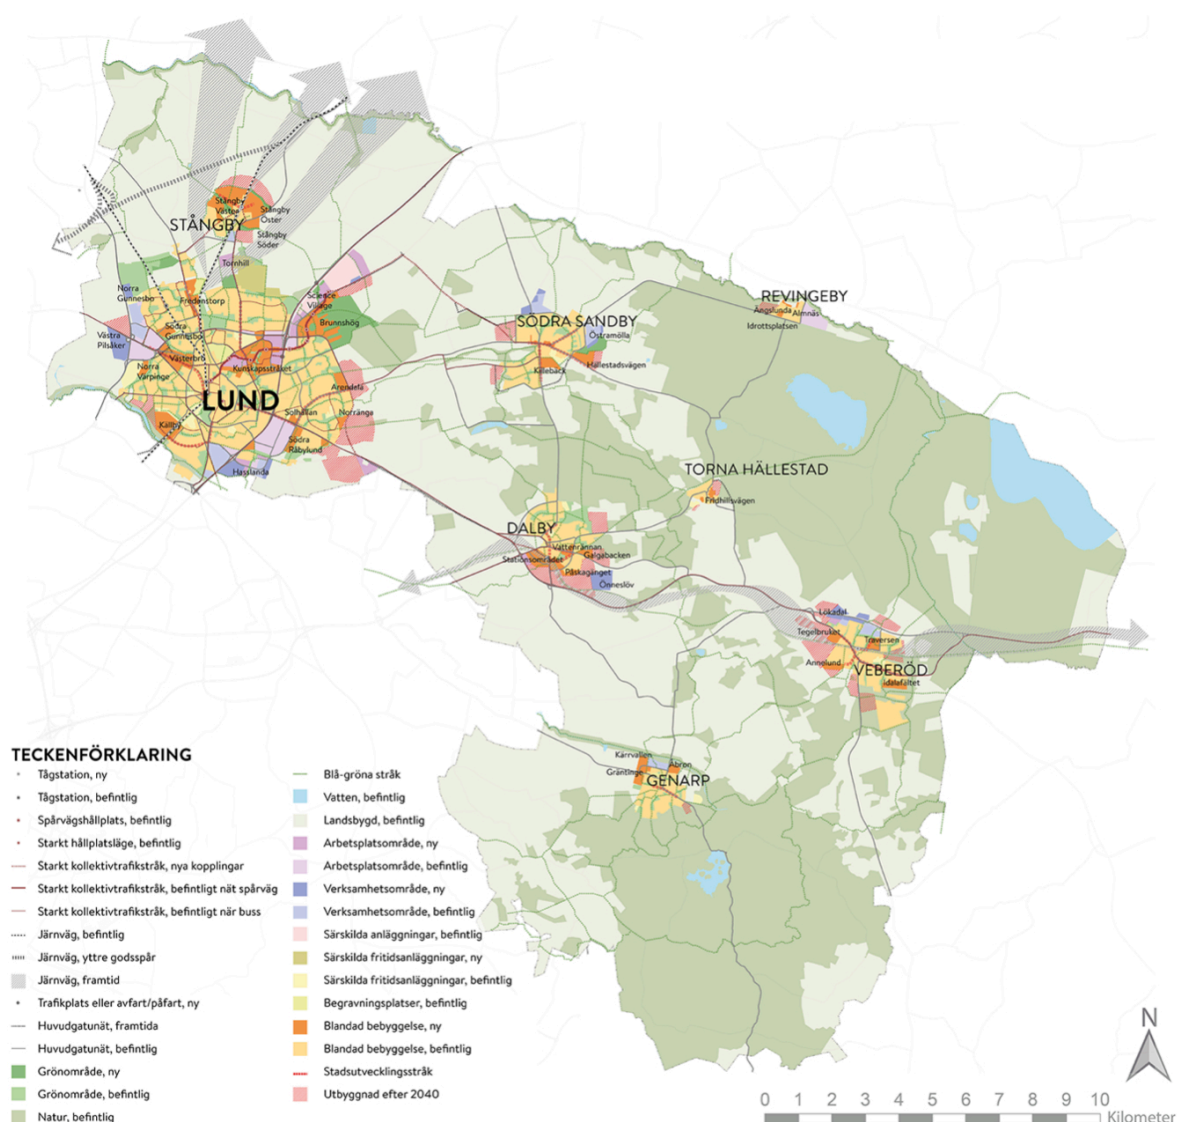 Stångby
Väster
Stångby
Öster
STÅNGBY
Stångby
Söder
Tornhill
Norra
Gunnesbo
Fredentorp
Science
Village
Brunnshög
Västra
Pilsåker
Södra
Gunnesbo
Västerbro
Norra
Värpinge
Kunskapsstråket
LUND
Arendala
Solhällan
Norränga
Källby
Södra
Råbylund
Hasslanda
REVINGEBY
Ängslunda
Almnäs
Idrottsplatsen
SÖDRA SANDBY
Östramölla
Killebäck
Hällestadsvägen
TORNA HÄLLESTAD
Fridhillsvägen
DALBY
Vattenrännan
Stationsområdet
Galgabacken
Påskagänget
Önneslöv
Lökadal
Tegelbruket
Traversen
Annelund
VEBERÖD
Idalafältet
Kärrvallen
Åbron
Gräntinge
GENARP
TECKENFÖRKLARING
Tågstation, ny
Tågstation, befintlig
Spårvägshållplats, befintlig
Starkt hållplatsläge, befintlig
Starkt kollektivtrafikstråk, nya kopplingar
Starkt kollektivtrafikstråk, befintligt nät spårväg
Starkt kollektivtrafikstråk, befintligt när buss
Järnväg, befintlig
Järnväg, yttre godsspår
Järnväg, framtid
Trafikplats eller avfart/påfart, ny
Huvudgatunät, framtida
Huvudgatunät, befintlig
Grönområde, ny
Grönområde, befintlig
Natur, befintlig
Blå-gröna stråk
Vatten, befintlig
Landsbygd, befintlig
Arbetsplatsområde, ny
Arbetsplatsområde, befintlig
Verksamhetsområde, ny
Verksamhetsområde, befintlig
Särskilda anläggningar, befintlig
Särskilda fritidsanläggningar, ny
Särskilda fritidsanläggningar, befintlig
Begravningsplatser, befintlig
Blandad bebyggelse, ny
Blandad bebyggelse, befintlig
Stadsutvecklingsstråk
Utbyggnad efter 2040
N
0 1 2 3 4 5 6 7 8 9 10
Kilometer